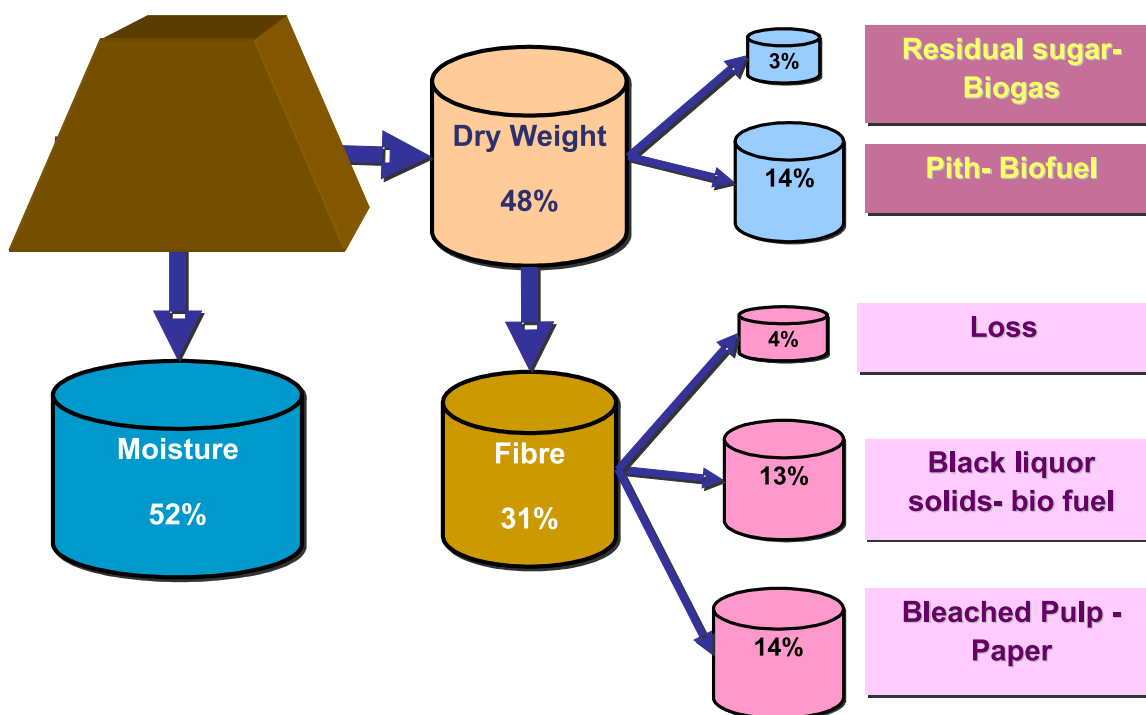 3%
Residual sugar-
Biogas
Dry Weight
48%
14%
Pith- Biofuel
4%
Loss
Moisture
52%
Fibre
31%
13%
Black liquor
solids- bio fuel
14%
Bleached Pulp -
Paper